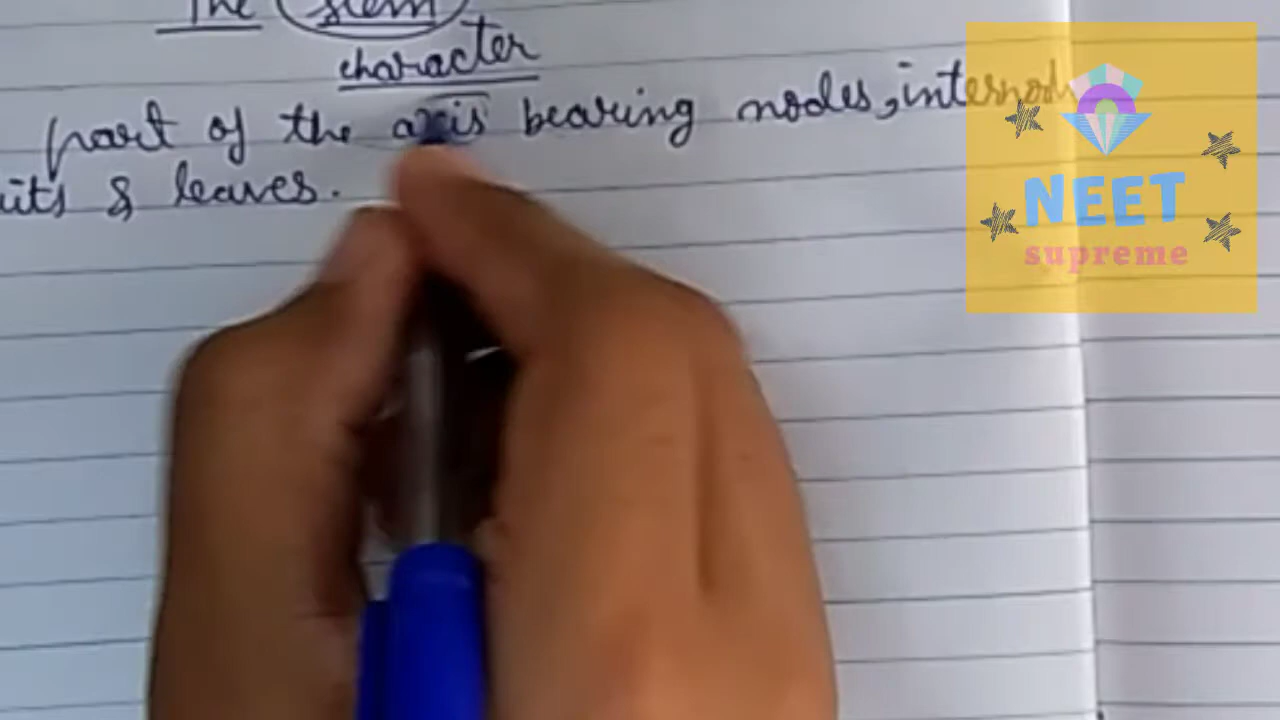 The stem
character
part of the axis bearing nodes, internod
uits & leaves.
NEET
supreme